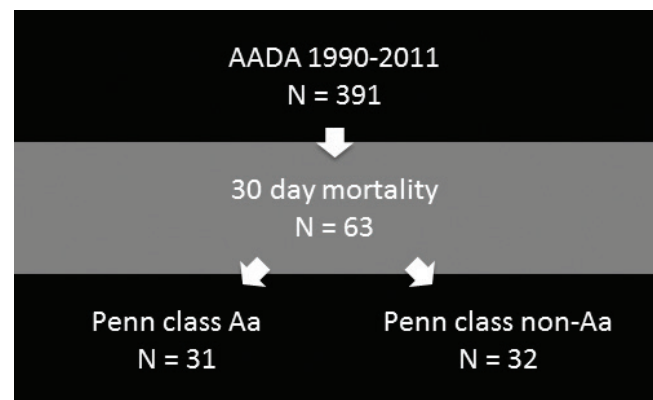 AADA 1990-2011
N = 391
30 day mortality
N = 63
Penn class Aa
N = 31
Penn class non-Aa
N = 32